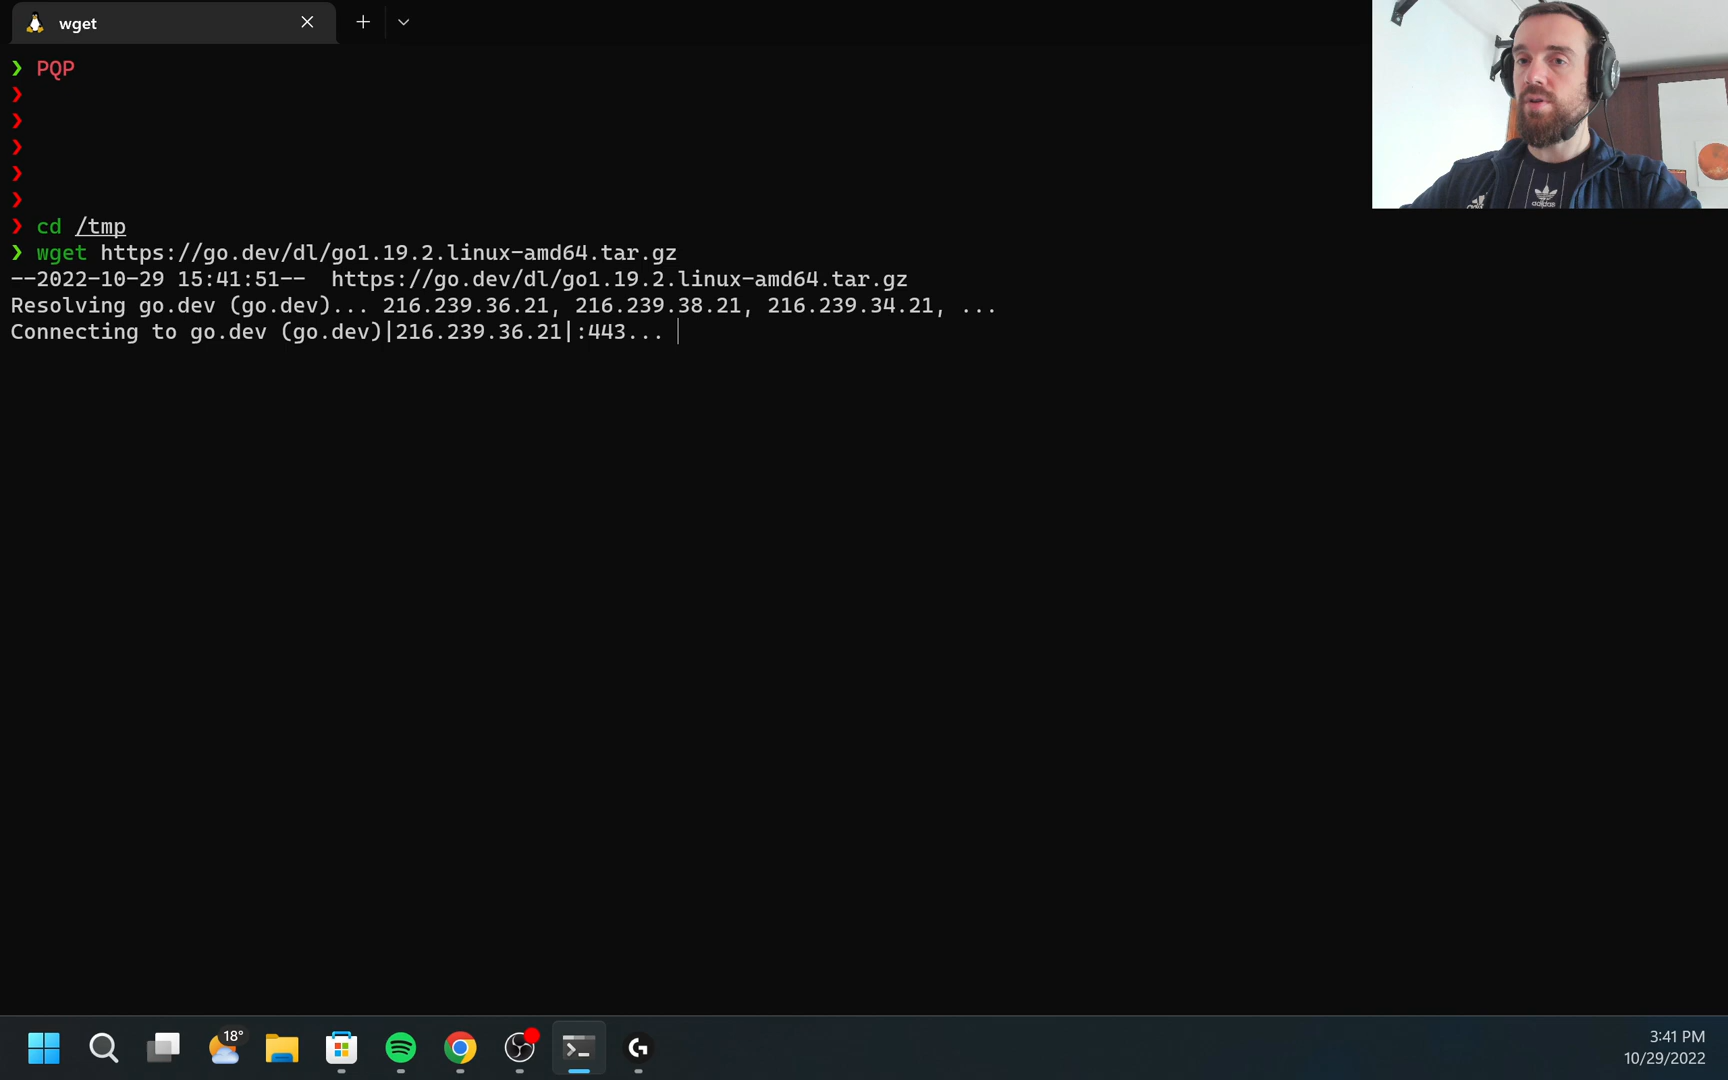 wget
❯ PQP
❯
❯
❯
❯
❯
❯ cd /tmp
❯ wget https://go.dev/dl/go1.19.2.linux-amd64.tar.gz
--2022-10-29 15:41:51--  https://go.dev/dl/go1.19.2.linux-amd64.tar.gz
Resolving go.dev (go.dev)... 216.239.36.21, 216.239.38.21, 216.239.34.21, ...
Connecting to go.dev (go.dev)|216.239.36.21|:443...
adidas
18°
3:41 PM
10/29/2022